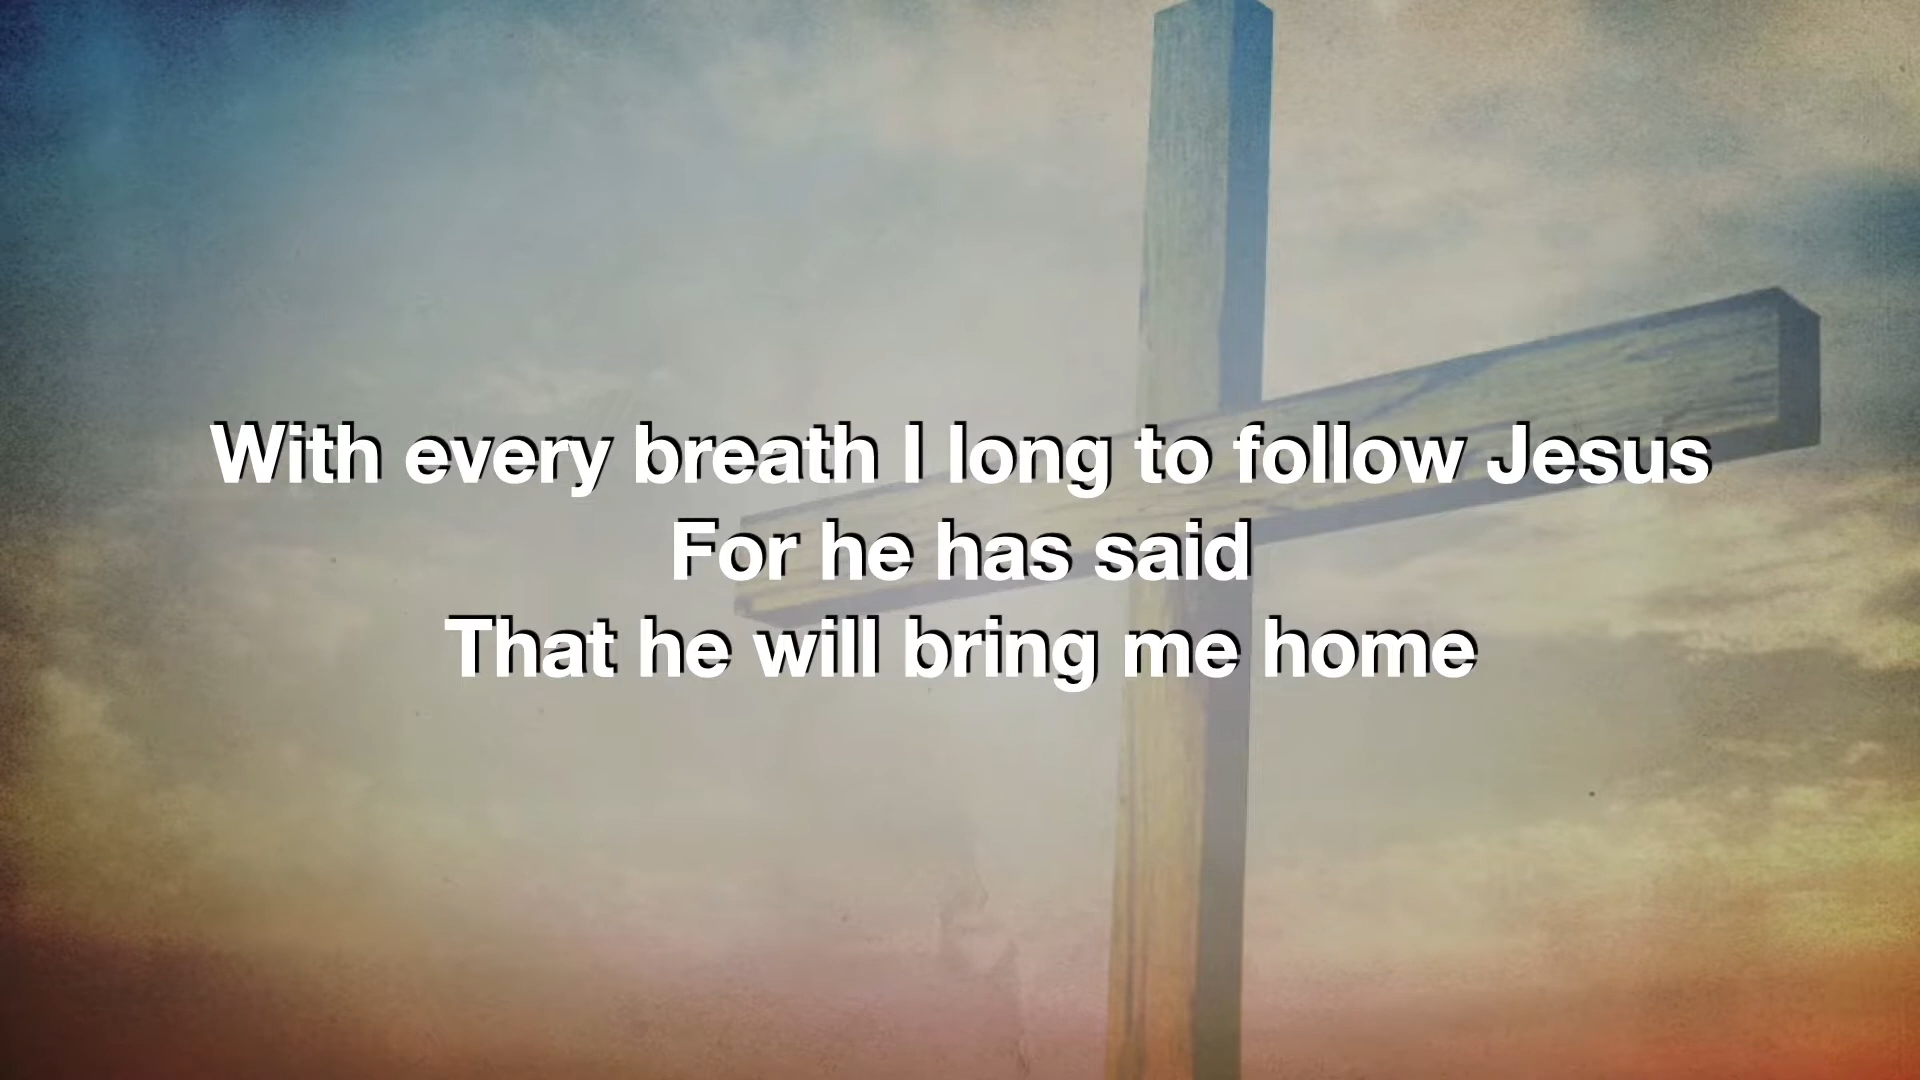 With every breath I long to follow Jesus
For he has said
That he will bring me home